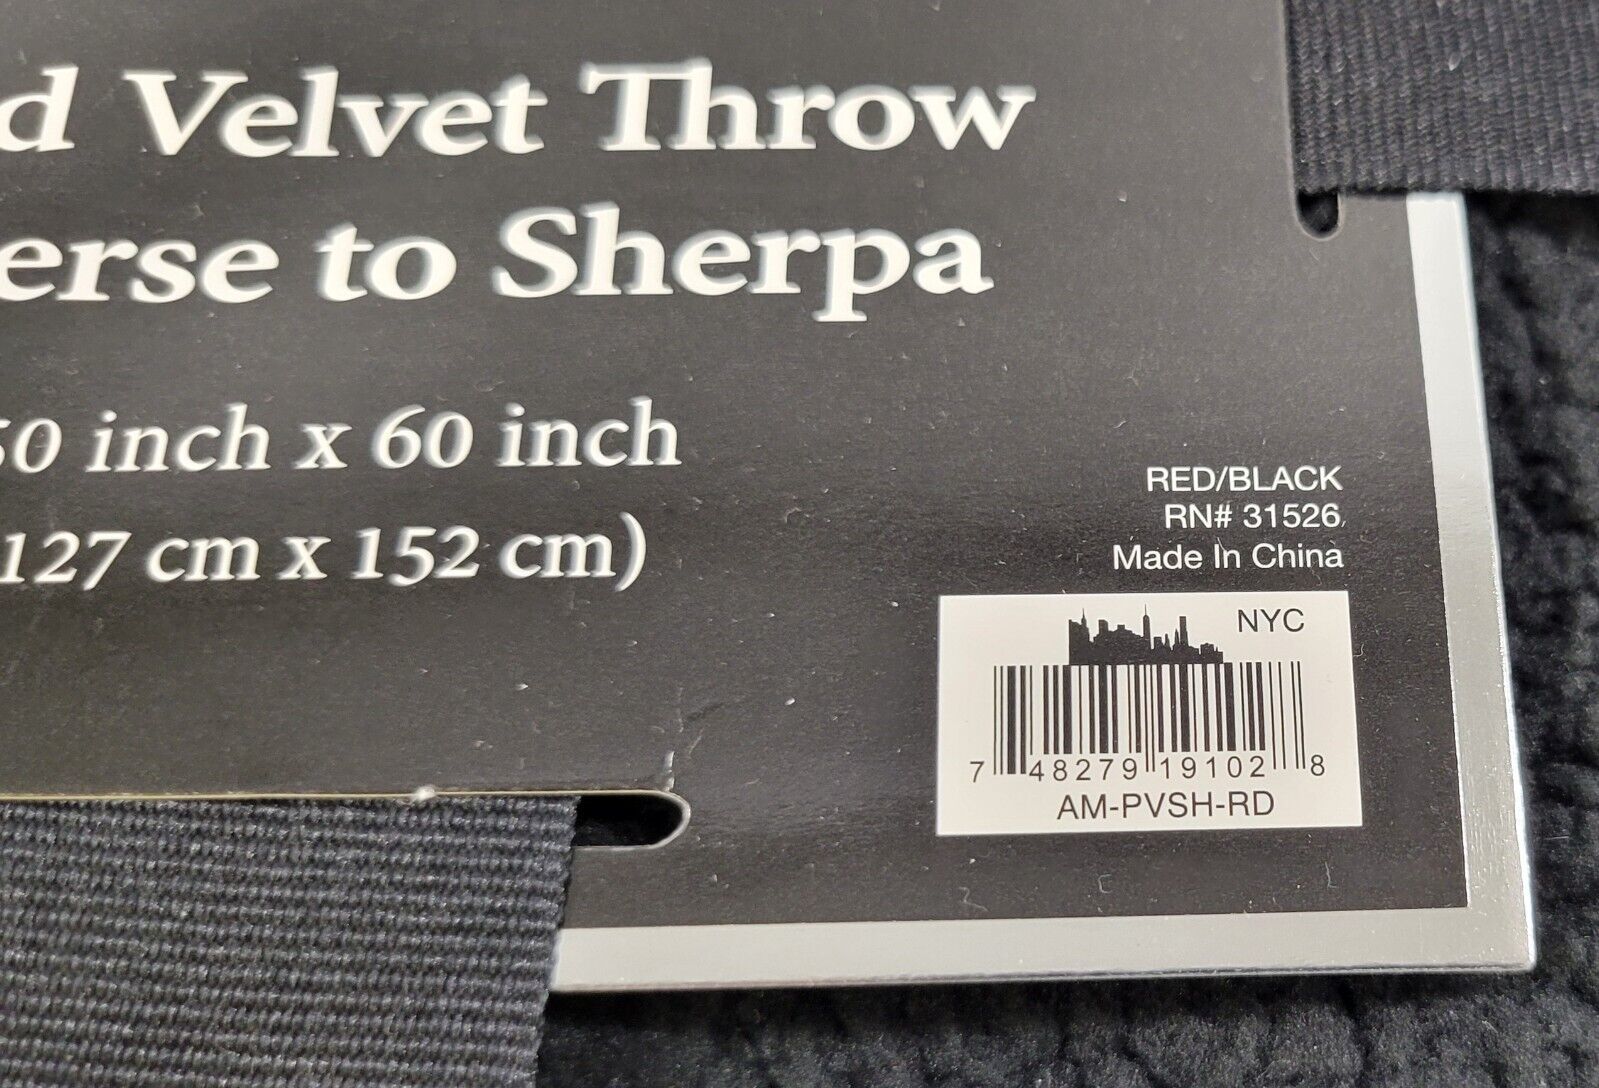 d Velvet Throw
erse to Sherpa
50 inch x 60 inch
127 cm x 152 cm)
RED/BLACK
RN# 31526
Made In China
NYC
7 48279 19102 8
AM-PVSH-RD